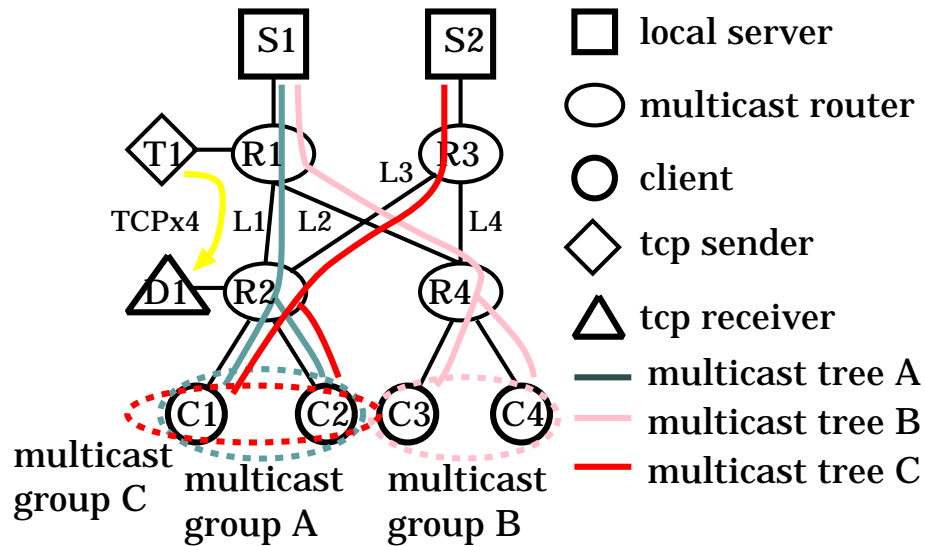 S1
S2
local server
multicast router
T1
R1
R3
L3
client
TCPx4
L1
L2
L4
tcp sender
D1
R2
R4
tcp receiver
multicast tree A
C1
C2
C3
C4
multicast tree B
multicast tree C
multicast
group C
multicast
group A
multicast
group B